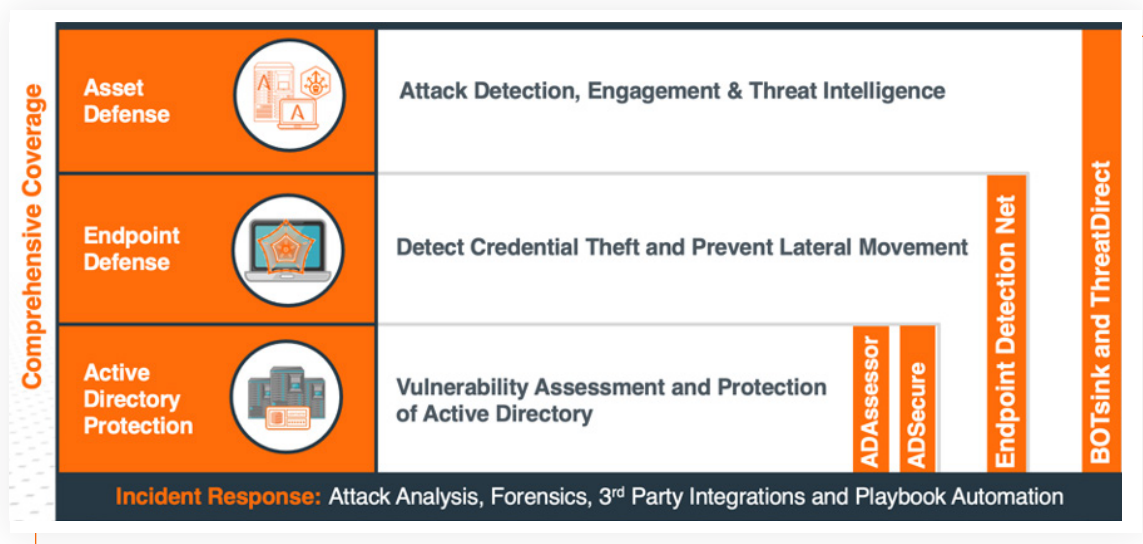 Comprehensive Coverage
Asset
Defense
A
A
Attack Detection, Engagement & Threat Intelligence
Endpoint
Defense
Detect Credential Theft and Prevent Lateral Movement
Active
Directory
Protection
Vulnerability Assessment and Protection
of Active Directory
ADAssessor
ADSecure
Endpoint Detection Net
BOTsink and ThreatDirect
Incident Response: Attack Analysis, Forensics, 3rd Party Integrations and Playbook Automation